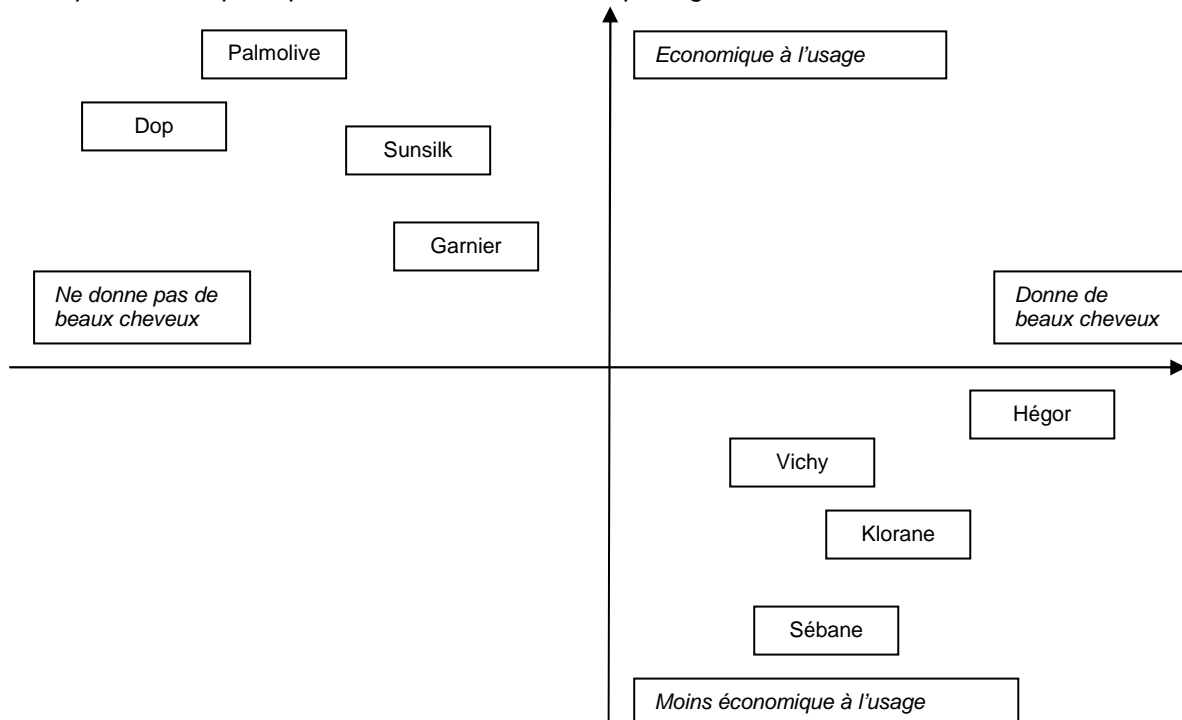 Palmolive
Economique à l'usage
Dop
Sunsilk
Garnier
Ne donne pas de
beaux cheveux
Donne de
beaux cheveux
Hégor
Vichy
Klorane
Sébane
Moins économique à l'usage